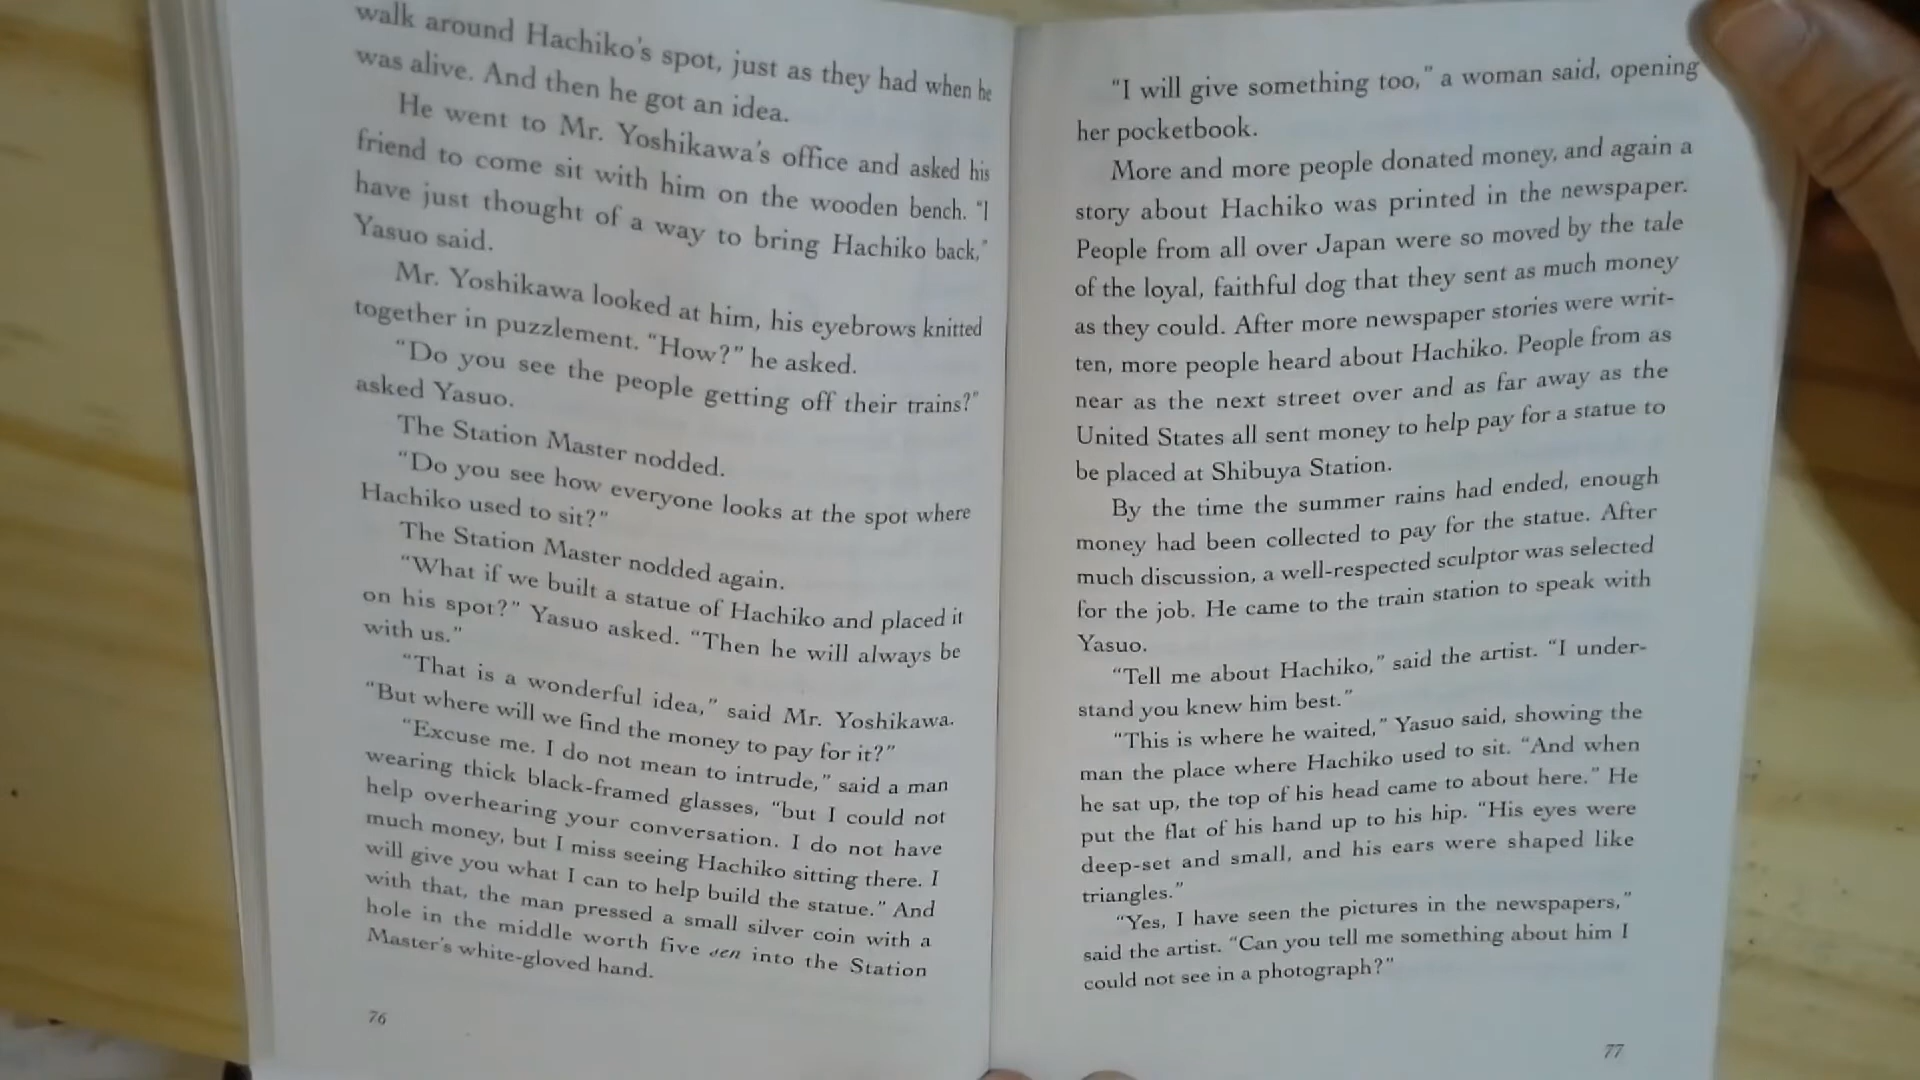 walk around Hachiko's spot, just as they had when he
was alive. And then he got an idea.
He went to Mr. Yoshikawa's office and asked his
friend to come sit with him on the wooden bench. "I
have just thought of a way to bring Hachiko back,"
Yasuo said.
Mr. Yoshikawa looked at him, his eyebrows knitted
together in puzzlement. "How?" he asked.
"Do you see the people getting off their trains?"
asked Yasuo.
The Station Master nodded.
"Do you see how everyone looks at the spot where
Hachiko used to sit?"
The Station Master nodded again.
"What if we built a statue of Hachiko and placed it
on his spot?" Yasuo asked. "Then he will always be
with us."
"That is a wonderful idea," said Mr. Yoshikawa.
"But where will we find the money to pay for it?"
"Excuse me. I do not mean to intrude," said a man
wearing thick black-framed glasses, "but I could not
help overhearing your conversation. I do not have
much money, but I miss seeing Hachiko sitting there. I
will give you what I can to help build the statue." And
with that, the man pressed a small silver coin with a
hole in the middle worth five sen into the Station
Master's white-gloved hand.
76
"I will give something too," a woman said, opening
her pocketbook.
More and more people donated money, and again a
story about Hachiko was printed in the newspaper.
People from all over Japan were so moved by the tale
of the loyal, faithful dog that they sent as much money
as they could. After more newspaper stories were writ-
ten, more people heard about Hachiko. People from as
near as the next street over and as far away as the
United States all sent money to help pay for a statue to
be placed at Shibuya Station.
By the time the summer rains had ended, enough
money had been collected to pay for the statue. After
much discussion, a well-respected sculptor was selected
for the job. He came to the train station to speak with
Yasuo.
"Tell me about Hachiko," said the artist. "I under-
stand you knew him best."
"This is where he waited," Yasuo said, showing the
man the place where Hachiko used to sit. "And when
he sat up, the top of his head came to about here." He
put the flat of his hand up to his hip. "His eyes were
deep-set and small, and his ears were shaped like
triangles."
"Yes, I have seen the pictures in the newspapers,"
said the artist. "Can you tell me something about him I
could not see in a photograph?"
77